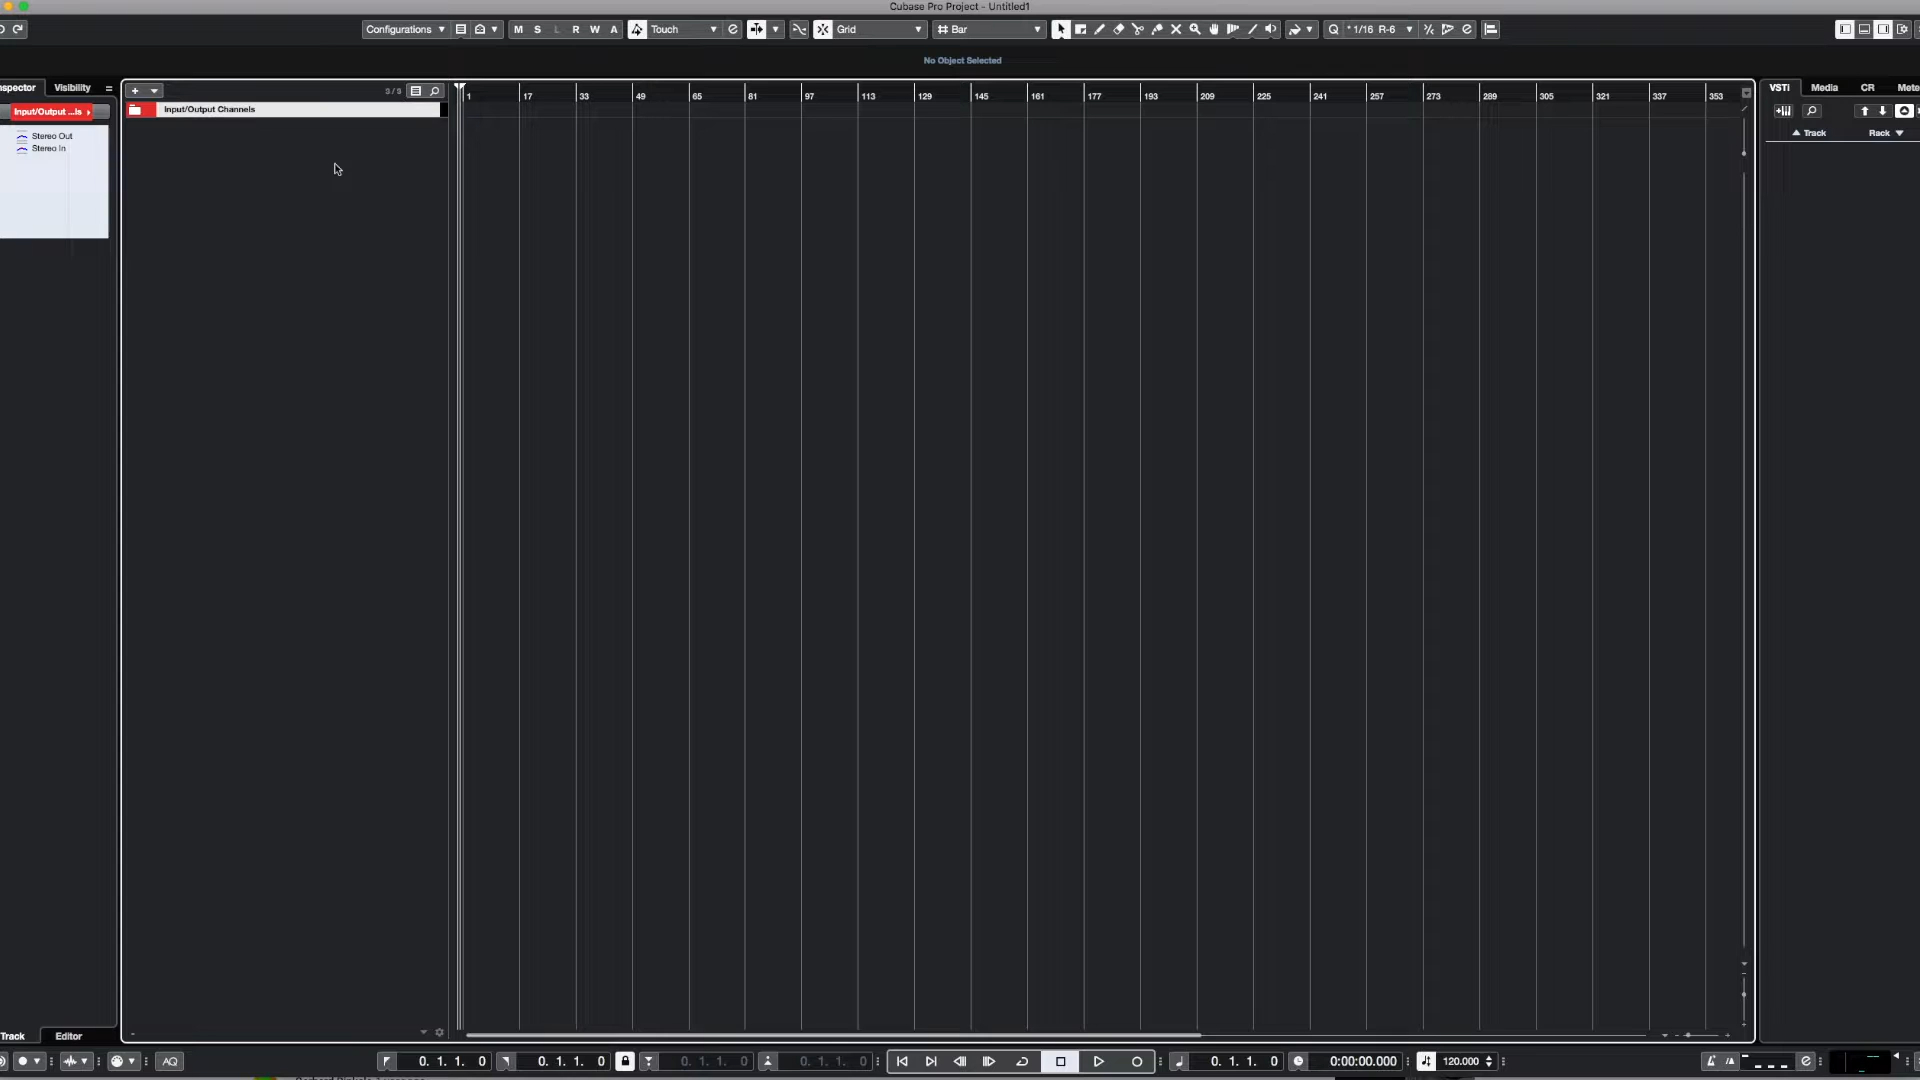 Cubase Pro Project - Untitled1
Configurations M S L R W A Touch Grid Bar Q 1/16 R-6
No Object Selected
nspector Visibility
3/3
1 17 33 49 65 81 97 113 129 145 161 177 193 209 225 241 257 273 289 305 321 337 353
VSTi Media CR Mete
Input/Output ...ls
Input/Output Channels
Track Rack
Stereo Out
Stereo In
Track Editor
AQ 0. 1. 1. 0 0. 1. 1. 0 0. 1. 1. 0 0. 1. 1. 0 0. 1. 1. 0 0:00:00.000 120.000